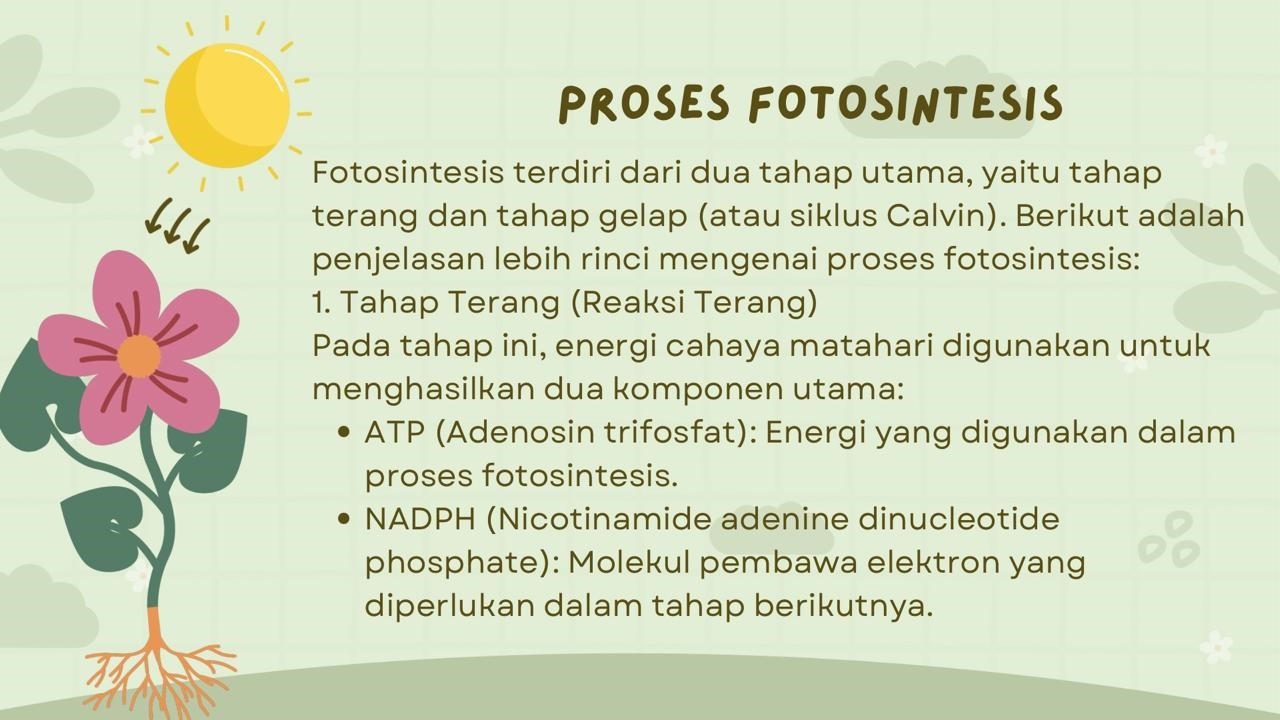 PROSES FOTOSINTESIS
Fotosintesis terdiri dari dua tahap utama, yaitu tahap
terang dan tahap gelap (atau siklus Calvin). Berikut adalah
penjelasan lebih rinci mengenai proses fotosintesis:
1. Tahap Terang (Reaksi Terang)
Pada tahap ini, energi cahaya matahari digunakan untuk
menghasilkan dua komponen utama:
• ATP (Adenosin trifosfat): Energi yang digunakan dalam
proses fotosintesis.
• NADPH (Nicotinamide adenine dinucleotide
phosphate): Molekul pembawa elektron yang
diperlukan dalam tahap berikutnya.